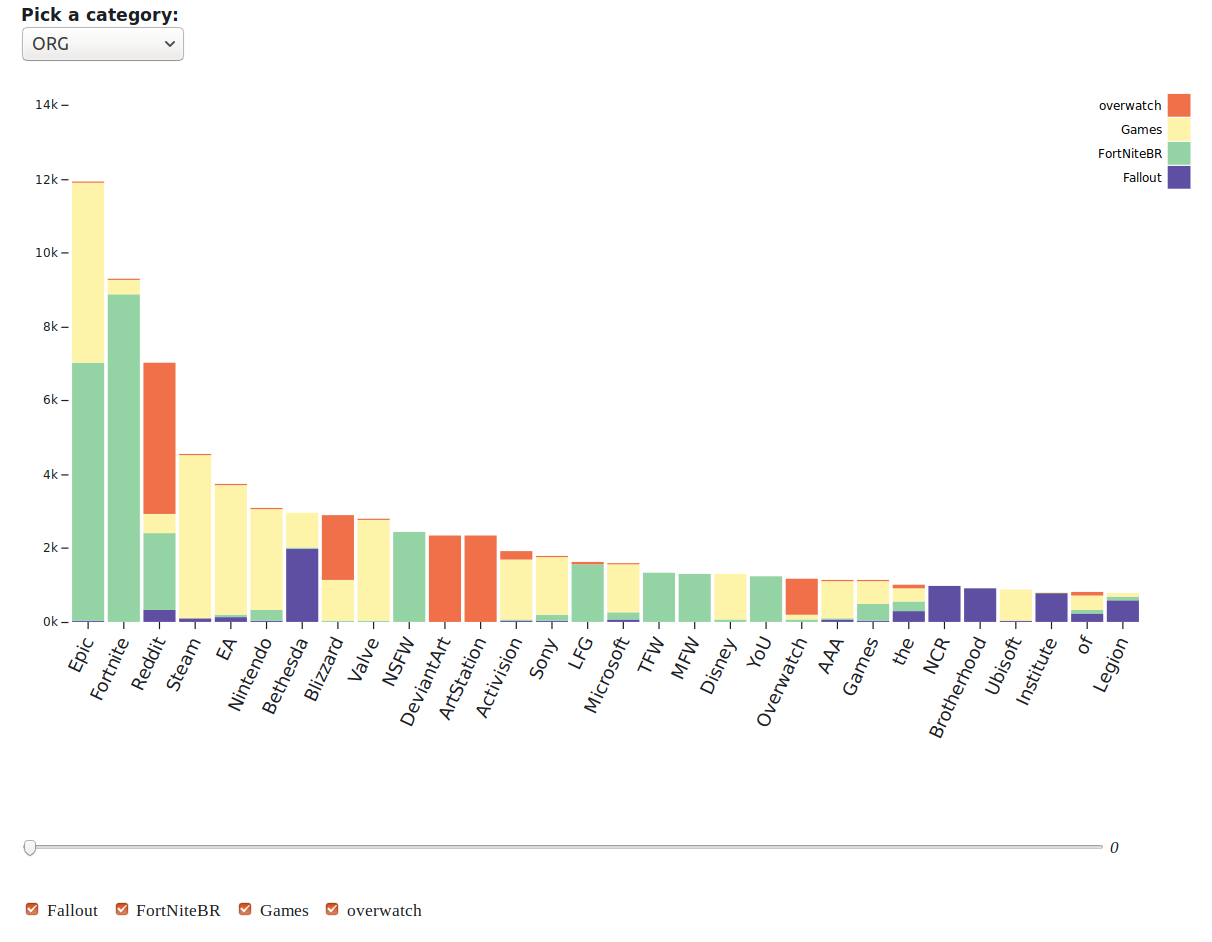 Pick a category:
ORG
14k
12k
10k
8k
6k
4k
2k
0k
overwatch
Games
FortNiteBR
Fallout
Epic
Fortnite
Reddit
Steam
EA
Nintendo
Bethesda
Blizzard
Valve
NSFW
DeviantArt
ArtStation
Activision
Sony
LFG
Microsoft
TFW
MFW
Disney
YoU
Overwatch
AAA
Games
the
NCR
Brotherhood
Ubisoft
Institute
of
Legion
0
Fallout FortNiteBR Games overwatch